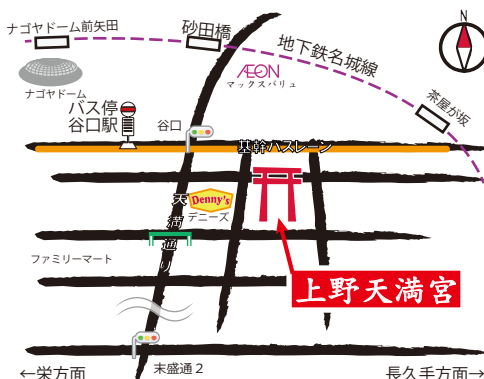 ナゴヤドーム前矢田
砂田橋
地下鉄名城線
N
ÆON
マックスバリュ
ナゴヤドーム
茶屋が坂
バス停
谷口駅
谷口
基幹バスレーン
Denny's
デニーズ
天満通り
ファミリーマート
上野天満宮
末盛通2
←栄方面
長久手方面→